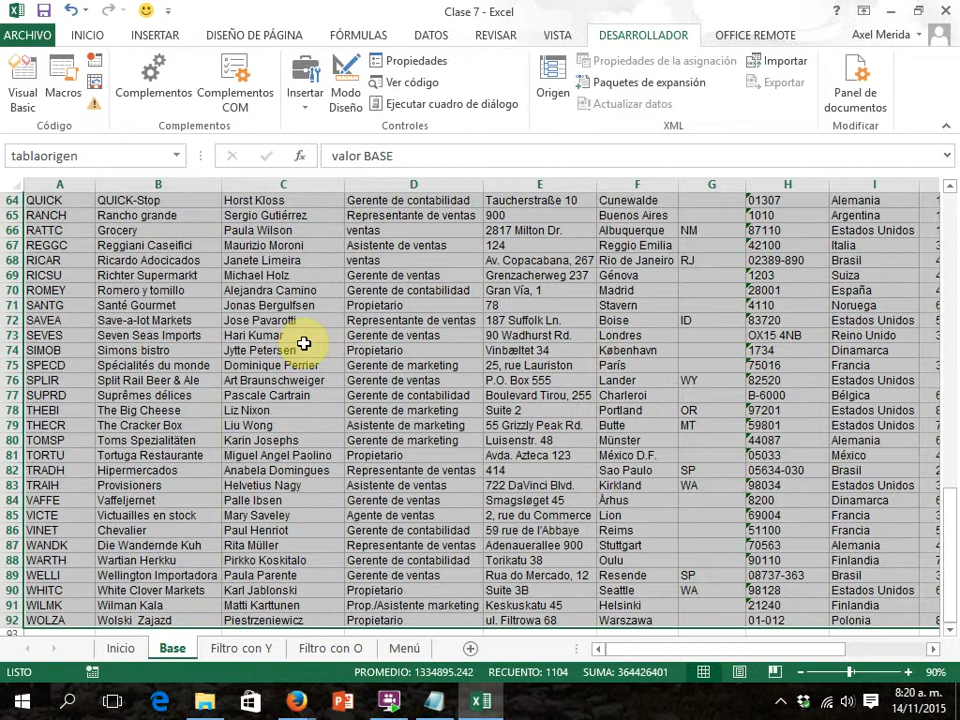 Clase 7 - Excel
?
ARCHIVO INICIO INSERTAR DISEÑO DE PÁGINA FÓRMULAS DATOS REVISAR VISTA DESARROLLADOR OFFICE REMOTE Axel Merida
Visual Basic
Macros
Complementos
Complementos COM
Insertar
Modo Diseño
Propiedades
Ver código
Ejecutar cuadro de diálogo
Origen
Propiedades de la asignación
Paquetes de expansión
Actualizar datos
Importar
Exportar
Panel de documentos
Código Complementos Controles XML Modificar
tablaorigen fx valor BASE
A B C D E F G H I
64 QUICK QUICK-Stop Horst Kloss Gerente de contabilidad Taucherstraße 10 Cunewalde 01307 Alemania
65 RANCH Rancho grande Sergio Gutiérrez Representante de ventas 900 Buenos Aires 1010 Argentina
66 RATTC Grocery Paula Wilson ventas 2817 Milton Dr. Albuquerque NM 87110 Estados Unidos
67 REGGC Reggiani Caseifici Maurizio Moroni Asistente de ventas 124 Reggio Emilia 42100 Italia
68 RICAR Ricardo Adocicados Janete Limeira ventas Av. Copacabana, 267 Rio de Janeiro RJ 02389-890 Brasil
69 RICSU Richter Supermarkt Michael Holz Gerente de ventas Grenzacherweg 237 Génova 1203 Suiza
70 ROMEY Romero y tomillo Alejandra Camino Gerente de contabilidad Gran Vía, 1 Madrid 28001 España
71 SANTG Santé Gourmet Jonas Bergulfsen Propietario 78 Stavern 4110 Noruega
72 SAVEA Save-a-lot Markets Jose Pavarotti Representante de ventas 187 Suffolk Ln. Boise ID 83720 Estados Unidos
73 SEVES Seven Seas Imports Hari Kumar Gerente de ventas 90 Wadhurst Rd. Londres OX15 4NB Reino Unido
74 SIMOB Simons bistro Jytte Petersen Propietario Vinbæltet 34 København 1734 Dinamarca
75 SPECD Spécialités du monde Dominique Perrier Gerente de marketing 25, rue Lauriston París 75016 Francia
76 SPLIR Split Rail Beer & Ale Art Braunschweiger Gerente de ventas P.O. Box 555 Lander WY 82520 Estados Unidos
77 SUPRD Suprêmes délices Pascale Cartrain Gerente de contabilidad Boulevard Tirou, 255 Charleroi B-6000 Bélgica
78 THEBI The Big Cheese Liz Nixon Gerente de marketing Suite 2 Portland OR 97201 Estados Unidos
79 THECR The Cracker Box Liu Wong Asistente de marketing 55 Grizzly Peak Rd. Butte MT 59801 Estados Unidos
80 TOMSP Toms Spezialitäten Karin Josephs Gerente de marketing Luisenstr. 48 Münster 44087 Alemania
81 TORTU Tortuga Restaurante Miguel Angel Paolino Propietario Avda. Azteca 123 México D.F. 05033 México
82 TRADH Hipermercados Anabela Domingues Representante de ventas 414 Sao Paulo SP 05634-030 Brasil
83 TRAIH Provisioners Helvetius Nagy Asistente de ventas 722 DaVinci Blvd. Kirkland WA 98034 Estados Unidos
84 VAFFE Vaffeljernet Palle Ibsen Gerente de ventas Smagsløget 45 Århus 8200 Dinamarca
85 VICTE Victuailles en stock Mary Saveley Agente de ventas 2, rue du Commerce Lion 69004 Francia
86 VINET Chevalier Paul Henriot Gerente de contabilidad 59 rue de l'Abbaye Reims 51100 Francia
87 WANDK Die Wandernde Kuh Rita Müller Representante de ventas Adenauerallee 900 Stuttgart 70563 Alemania
88 WARTH Wartian Herkku Pirkko Koskitalo Gerente de contabilidad Torikatu 38 Oulu 90110 Finlandia
89 WELLI Wellington Importadora Paula Parente Gerente de ventas Rua do Mercado, 12 Resende SP 08737-363 Brasil
90 WHITC White Clover Markets Karl Jablonski Propietario Suite 3B Seattle WA 98128 Estados Unidos
91 WILMK Wilman Kala Matti Karttunen Prop./Asistente marketing Keskuskatu 45 Helsinki 21240 Finlandia
92 WOLZA Wolski Zajazd Piestrzeniewicz Propietario ul. Filtrowa 68 Warszawa 01-012 Polonia
93
Inicio Base Filtro con Y Filtro con O Menú
LISTO PROMEDIO: 1334895.242 RECUENTO: 1104 SUMA: 364426401 90%
8:20 a. m.
14/11/2015